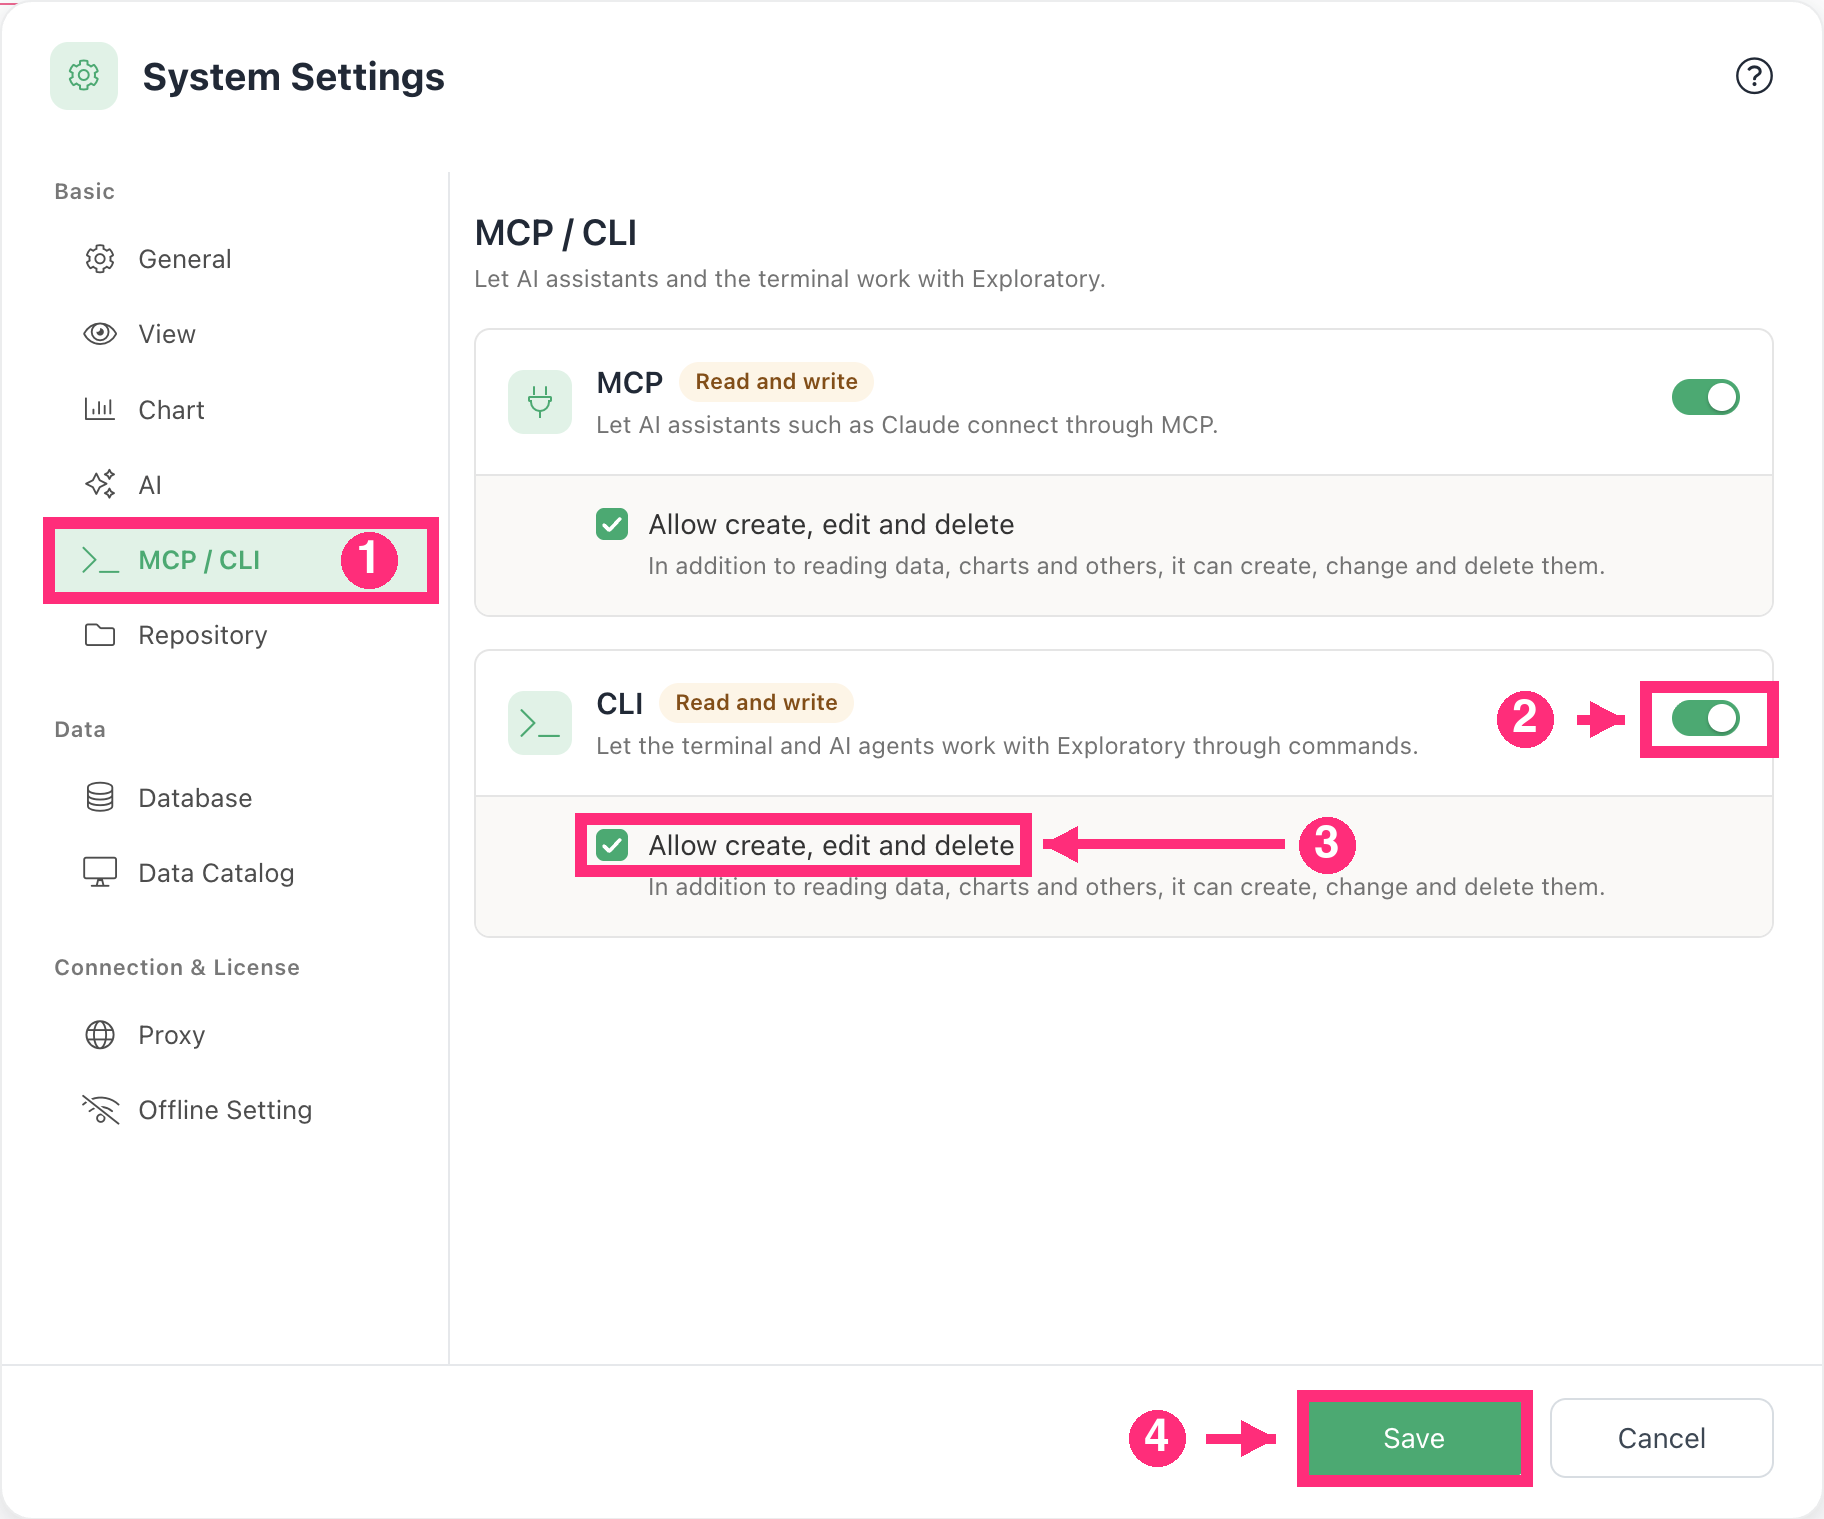 System Settings
?
Basic
General
View
Chart
AI
MCP / CLI
1
Repository
Data
Database
Data Catalog
Connection & License
Proxy
Offline Setting
MCP / CLI
Let AI assistants and the terminal work with Exploratory.
MCP Read and write
Let AI assistants such as Claude connect through MCP.
Allow create, edit and delete
In addition to reading data, charts and others, it can create, change and delete them.
CLI Read and write
Let the terminal and AI agents work with Exploratory through commands.
2
Allow create, edit and delete
3
In addition to reading data, charts and others, it can create, change and delete them.
4
Save
Cancel